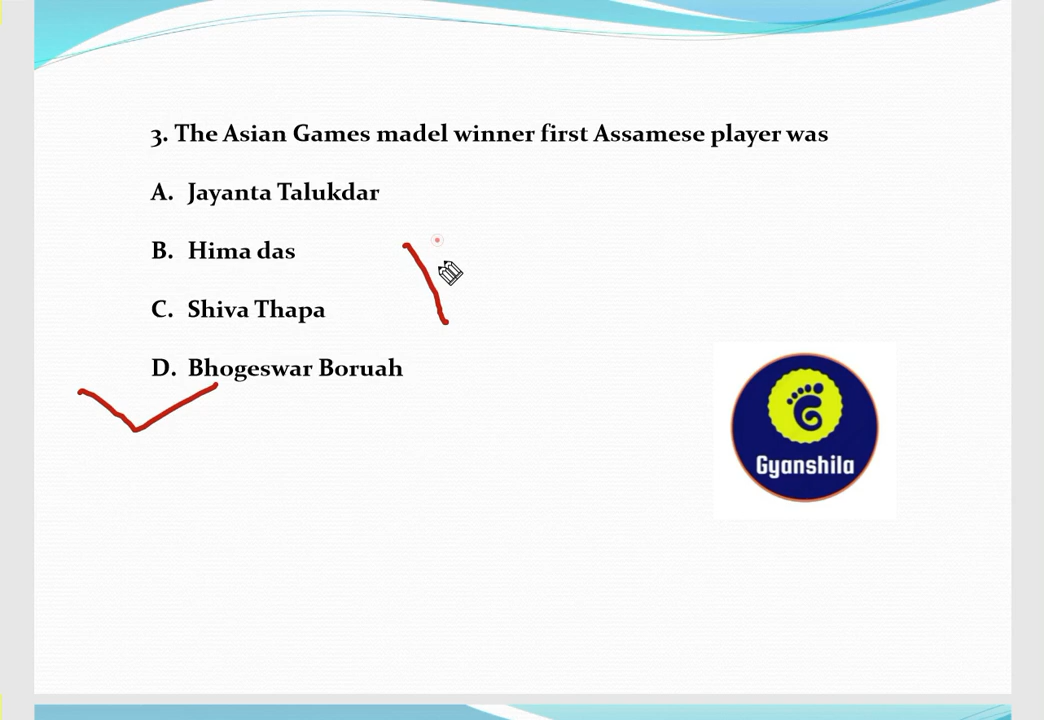 3. The Asian Games madel winner first Assamese player was
A. Jayanta Talukdar
B. Hima das
C. Shiva Thapa
D. Bhogeswar Boruah
Gyanshila